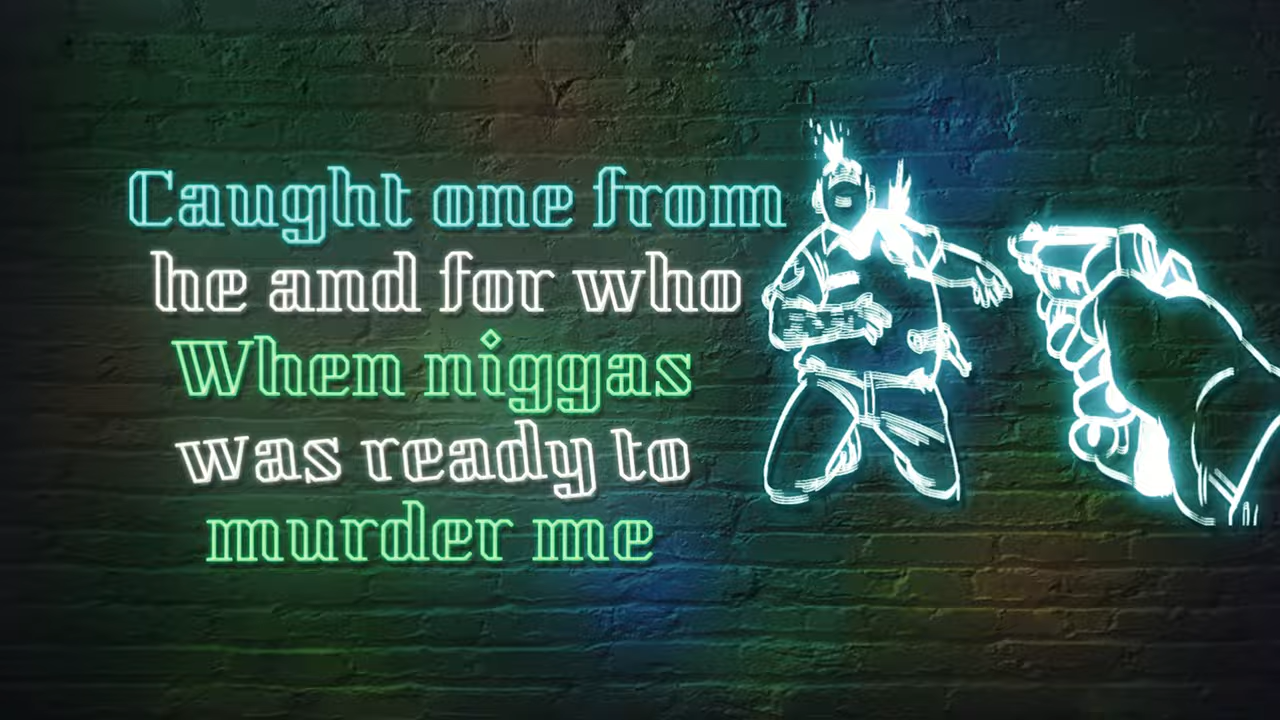 Caught one from
he and for who
When niggas
was ready to
murder me